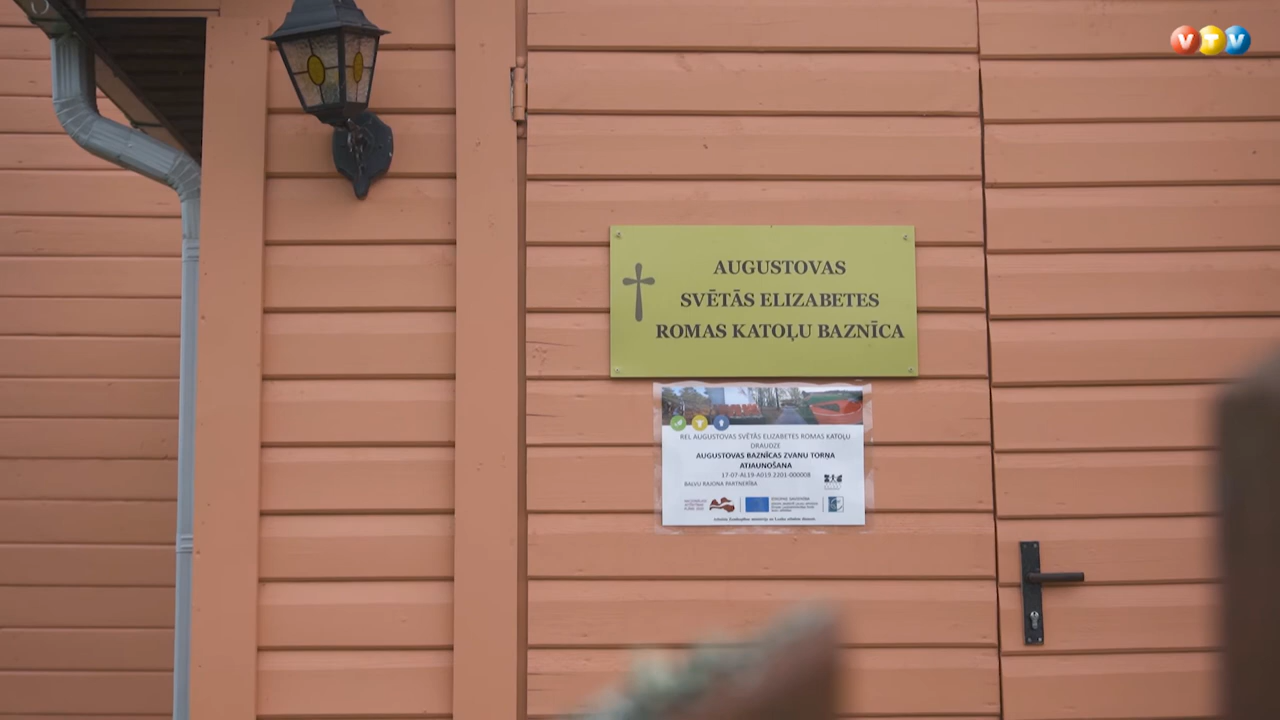 VTV
AUGUSTOVAS
SVĒTĀS ELIZABETES
ROMAS KATOĻU BAZNĪCA
REL AUGUSTOVAS SVĒTĀS ELIZABETES ROMAS KATOĻU
DRAUDZE
AUGUSTOVAS BAZNĪCAS ZVANU TORŅA
ATJAUNOŠANA
17-07-AL19-A019.2201-000008
BALVU RAJONA PARTNERĪBA